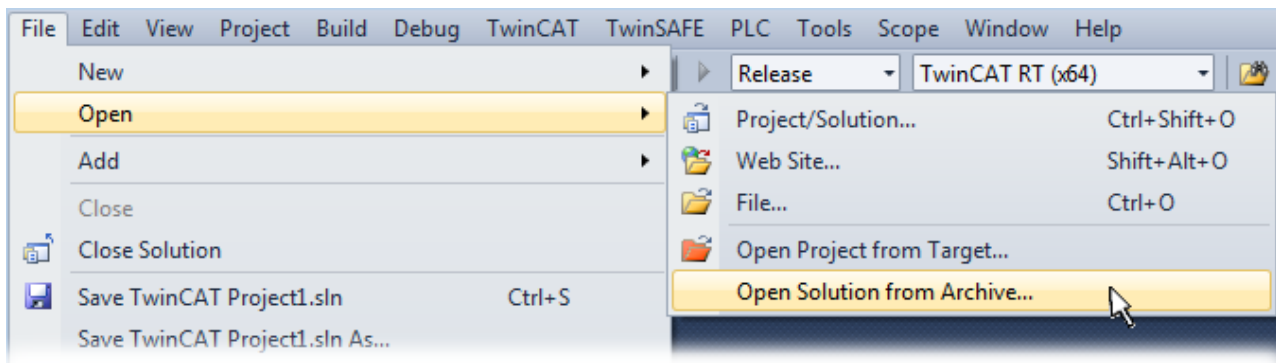 File Edit View Project Build Debug TwinCAT TwinSAFE PLC Tools Scope Window Help
Release TwinCAT RT (x64)
New
Open
Add
Close
Close Solution
Save TwinCAT Project1.sln Ctrl+S
Save TwinCAT Project1.sln As...
Project/Solution... Ctrl+Shift+O
Web Site... Shift+Alt+O
File... Ctrl+O
Open Project from Target...
Open Solution from Archive...